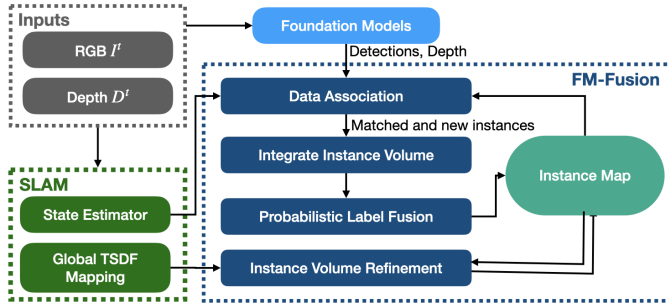 Inputs
RGB I^t
Depth D^t
Foundation Models
Detections, Depth
FM-Fusion
Data Association
Matched and new instances
Integrate Instance Volume
Instance Map
Probabilistic Label Fusion
Instance Volume Refinement
SLAM
State Estimator
Global TSDF
Mapping